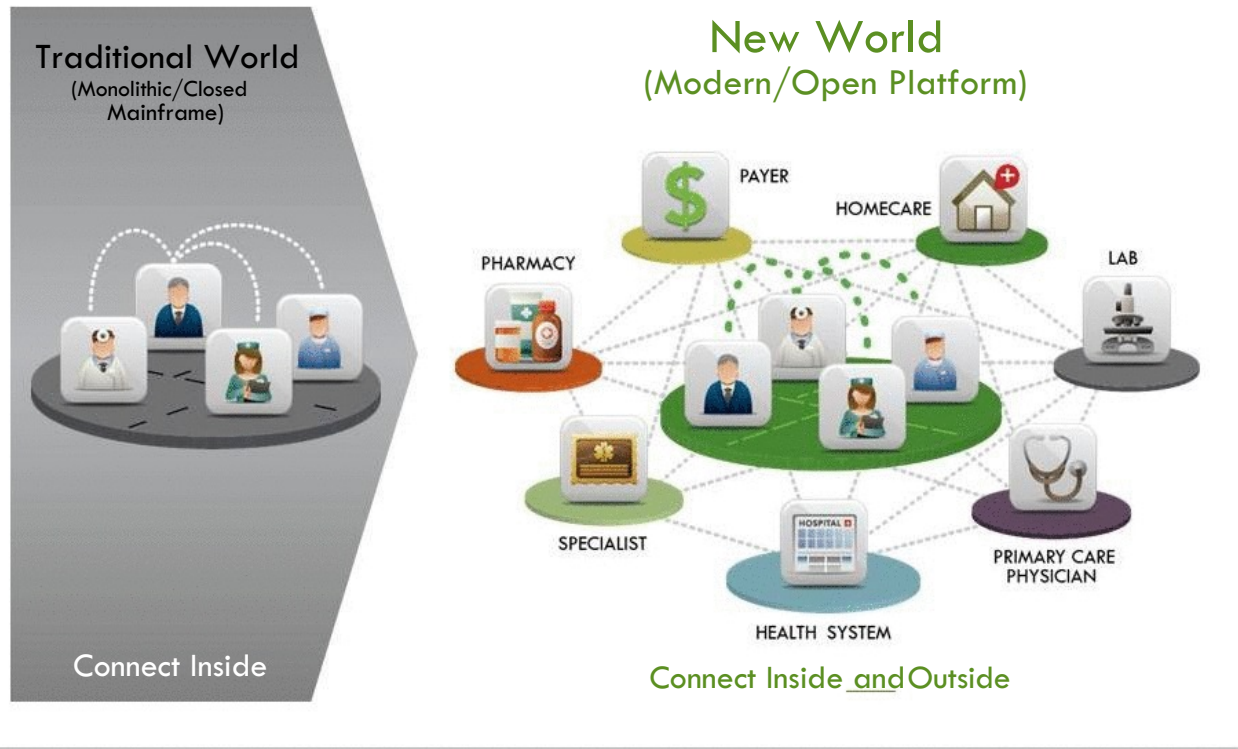 Traditional World
(Monolithic/Closed
Mainframe)
Connect Inside
New World
(Modern/Open Platform)
PAYER
HOMECARE
PHARMACY
LAB
SPECIALIST
HOSPITAL
PRIMARY CARE
PHYSICIAN
HEALTH SYSTEM
Connect Inside and Outside